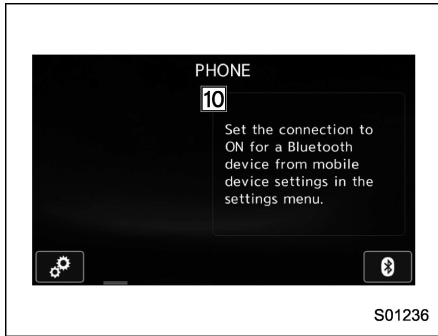 PHONE
10
Set the connection to
ON for a Bluetooth
device from mobile
device settings in the
settings menu.
S01236